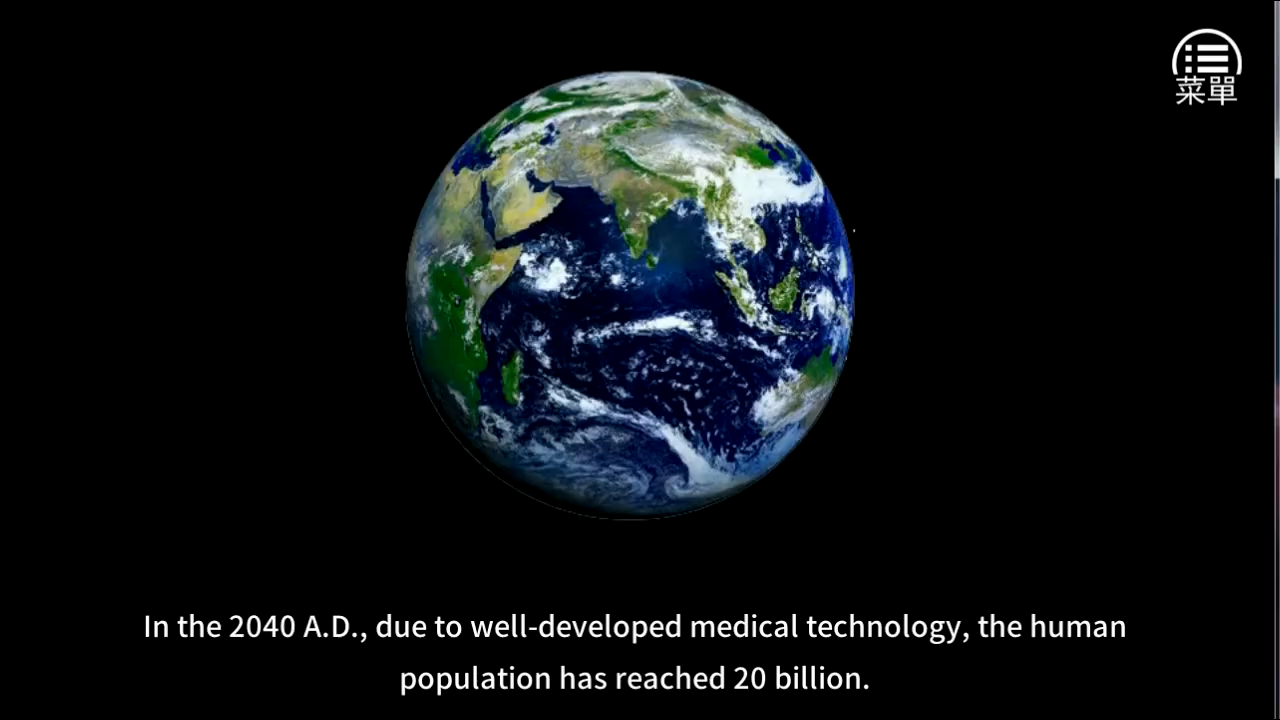 菜單
In the 2040 A.D., due to well-developed medical technology, the human
population has reached 20 billion.